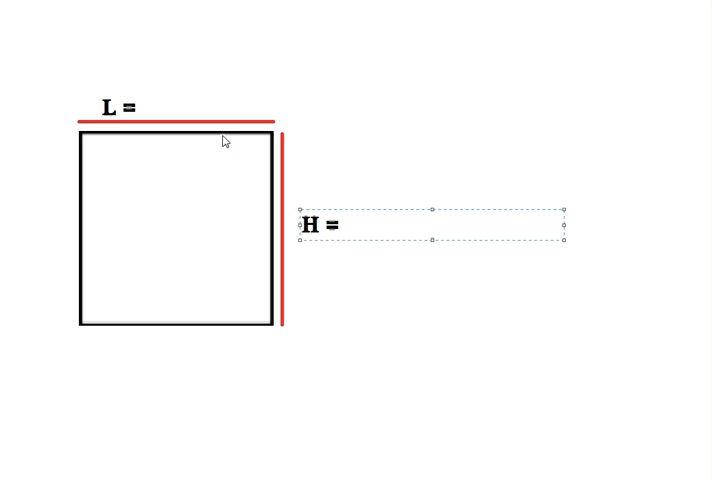 L =
H =